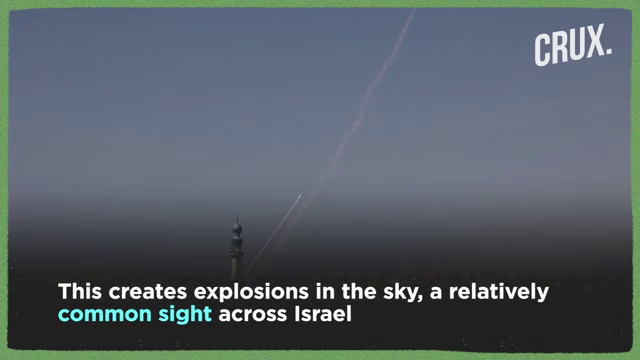 CRUX.
This creates explosions in the sky, a relatively
common sight across Israel